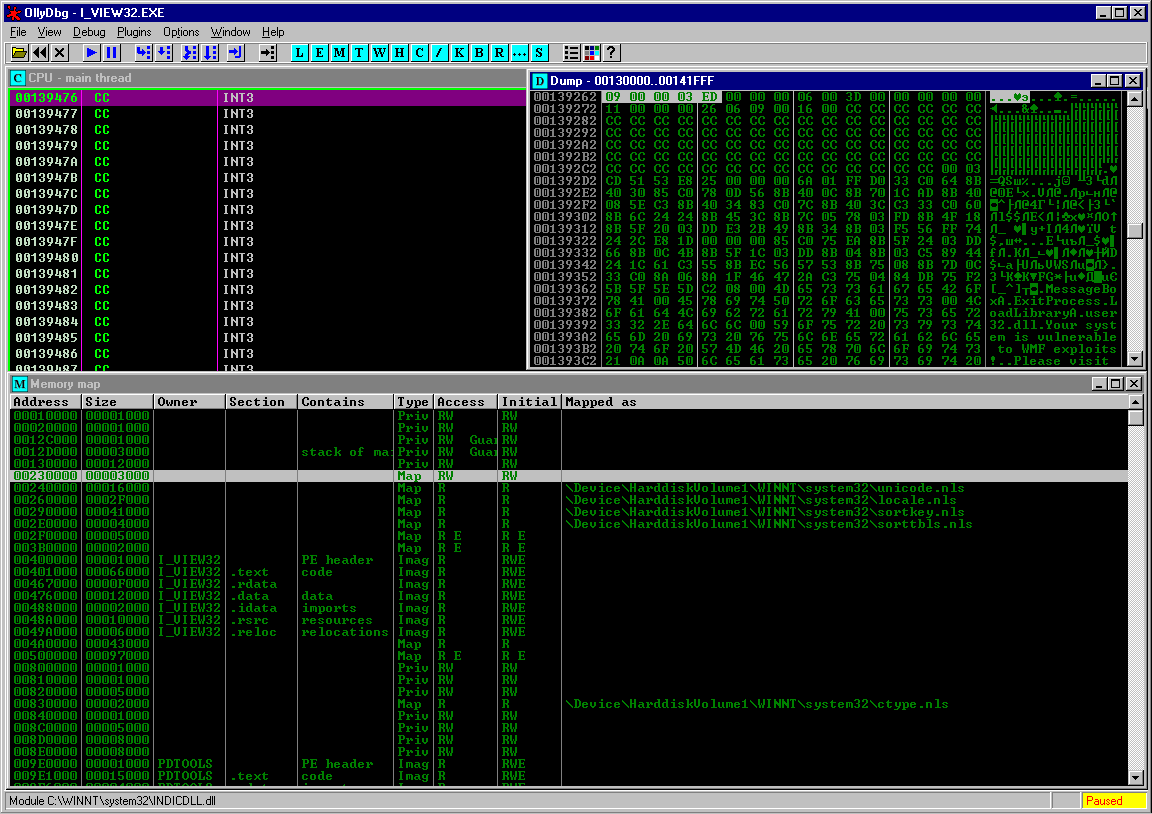 OllyDbg - I_VIEW32.EXE
File View Debug Plugins Options Window Help
L E M T W H C / K B R ... S ?
C CPU - main thread
00139476 CC INT3
00139477 CC INT3
00139478 CC INT3
00139479 CC INT3
0013947A CC INT3
0013947B CC INT3
0013947C CC INT3
0013947D CC INT3
0013947E CC INT3
0013947F CC INT3
00139480 CC INT3
00139481 CC INT3
00139482 CC INT3
00139483 CC INT3
00139484 CC INT3
00139485 CC INT3
00139486 CC INT3
00139487 CC INT3
D Dump - 00130000..00141FFF
00139262 09 00 00 03 ED 00 00 00 06 00 3D 00 00 00 00 00
00139272 11 00 00 00 26 06 09 00 16 00 CC CC CC CC CC CC
00139282 CC CC CC CC CC CC CC CC CC CC CC CC CC CC CC CC
00139292 CC CC CC CC CC CC CC CC CC CC CC CC CC CC CC CC
001392A2 CC CC CC CC CC CC CC CC CC CC CC CC CC CC CC CC
001392B2 CC CC CC CC CC CC CC CC CC CC CC CC CC CC CC CC
001392C2 CC CC CC CC CC CC CC CC CC CC CC CC CC CC 00 03
001392D2 CD 51 53 E8 25 00 00 00 6A 01 FF D0 33 C0 64 8B
001392E2 40 30 85 C0 78 0D 56 8B 40 0C 8B 70 1C AD 8B 40
001392F2 08 5E C3 8B 40 34 83 C0 7C 8B 40 3C C3 33 C0 60
00139302 8B 6C 24 24 8B 45 3C 8B 7C 05 78 03 FD 8B 4F 18
00139312 8B 5F 20 03 DD E3 2B 49 8B 34 8B 03 F5 56 FF 74
00139322 24 2C E8 1D 00 00 00 85 C0 75 EA 8B 5F 24 03 DD
00139332 66 8B 0C 4B 8B 5F 1C 03 DD 8B 04 8B 03 C5 89 44
00139342 24 1C 61 C3 55 8B EC 56 57 53 8B 75 08 8B 7D 0C
00139352 33 C0 8A 06 8A 1F 46 47 2A C3 75 04 84 DB 75 F2
00139362 5B 5F 5E 5D C2 08 00 4D 65 73 73 61 67 65 42 6F [_^]┬.MessageBo
00139372 78 41 00 45 78 69 74 50 72 6F 63 65 73 73 00 4C xA.ExitProcess.L
00139382 6F 61 64 4C 69 62 72 61 72 79 41 00 75 73 65 72 oadLibraryA.user
00139392 33 32 2E 64 6C 6C 00 59 6F 75 72 20 73 79 73 74 32.dll.Your syst
001393A2 65 6D 20 69 73 20 76 75 6C 6E 65 72 61 62 6C 65 em is vulnerable
001393B2 20 74 6F 20 57 4D 46 20 65 78 70 6C 6F 69 74 73 to WMF exploits
001393C2 21 0A 0A 50 6C 65 61 73 65 20 76 69 73 69 74 20 !..Please visit
M Memory map
Address Size Owner Section Contains Type Access Initial Mapped as
00010000 00001000 Priv RW RW
00020000 00001000 Priv RW RW
0012C000 00001000 Priv RW Guar RW
0012D000 00003000 stack of ma Priv RW Guar RW
00130000 00012000 Priv RW RW
00230000 00003000 Map RW RW
00240000 00016000 Map R R \Device\HarddiskVolume1\WINNT\system32\unicode.nls
00260000 0002F000 Map R R \Device\HarddiskVolume1\WINNT\system32\locale.nls
00290000 00041000 Map R R \Device\HarddiskVolume1\WINNT\system32\sortkey.nls
002E0000 00004000 Map R R \Device\HarddiskVolume1\WINNT\system32\sorttbls.nls
002F0000 00005000 Map R E R E
003B0000 00002000 Map R E R E
00400000 00001000 I_VIEW32 PE header Imag R RWE
00401000 00066000 I_VIEW32 .text code Imag R RWE
00467000 0000F000 I_VIEW32 .rdata Imag R RWE
00476000 00012000 I_VIEW32 .data data Imag R RWE
00488000 00002000 I_VIEW32 .idata imports Imag R RWE
0048A000 00010000 I_VIEW32 .rsrc resources Imag R RWE
0049A000 00006000 I_VIEW32 .reloc relocations Imag R RWE
004A0000 00043000 Map R R
00500000 00097000 Map R E R E
00800000 00001000 Priv RW RW
00810000 00001000 Priv RW RW
00820000 00005000 Priv RW RW
00830000 00002000 Map R R \Device\HarddiskVolume1\WINNT\system32\ctype.nls
00840000 00001000 Priv RW RW
008C0000 00005000 Priv RW RW
008D0000 00008000 Priv RW RW
008E0000 00008000 Priv RW RW
009E0000 00001000 PDTOOLS PE header Imag R RWE
009E1000 00015000 PDTOOLS .text code Imag R RWE
Module C:\WINNT\system32\INDICDLL.dll
Paused